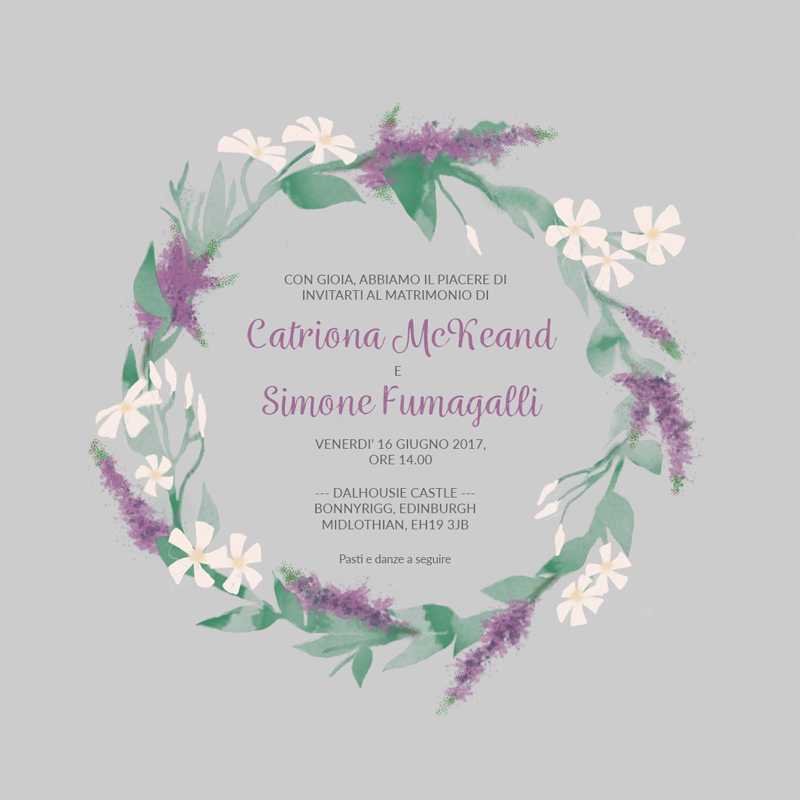 CON GIOIA, ABBIAMO IL PIACERE DI
INVITARTI AL MATRIMONIO DI
Catriona McKeand
E
Simone Fumagalli
VENERDI' 16 GIUGNO 2017,
ORE 14.00
--- DALHOUSIE CASTLE ---
BONNYRIGG, EDINBURGH
MIDLOTHIAN, EH19 3JB
Pasti e danze a seguire